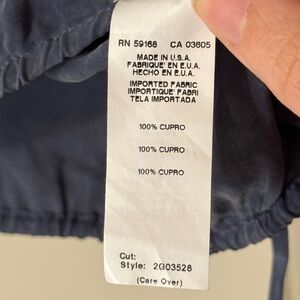 RN 59168 CA 03605
MADE IN U.S.A.
FABRIQUE' EN E.U.A.
HECHO EN E.U.A.
IMPORTED FABRIC
IMPORTIQUE' FABRI
TELA IMPORTADA
100% CUPRO
100% CUPRO
100% CUPRO
Cut:
Style: 2G03528
(Care Over)